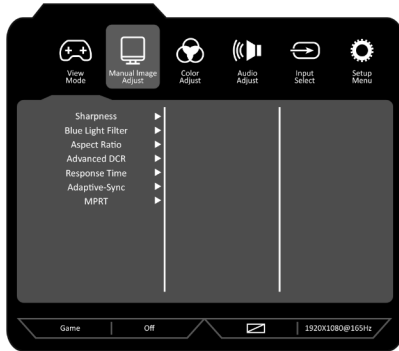 View
Mode
Manual Image
Adjust
Color
Adjust
Audio
Adjust
Input
Select
Setup
Menu
Sharpness
Blue Light Filter
Aspect Ratio
Advanced DCR
Response Time
Adaptive-Sync
MPRT
Game
Off
1920X1080@165Hz